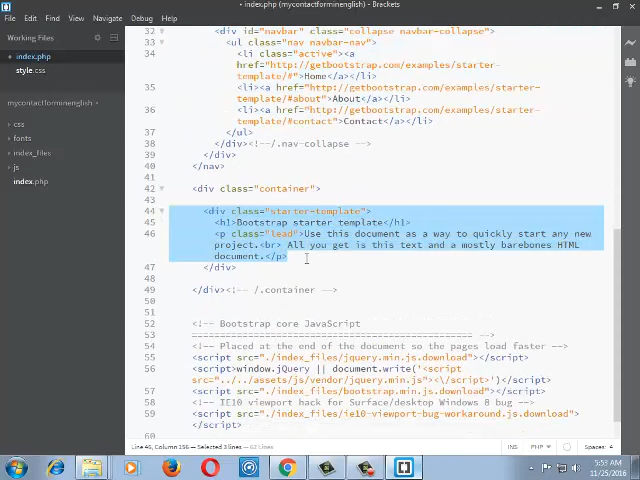 • index.php (mycontactforminenglish) - Brackets
File Edit Find View Navigate Debug Help
Working Files
index.php
style.css
mycontactforminenglish
css
fonts
index_files
js
index.php
32 <div id="navbar" class="collapse navbar-collapse">
33 <ul class="nav navbar-nav">
34 <li class="active"><a
href="http://getbootstrap.com/examples/starter-
template/#">Home</a></li>
35 <li><a href="http://getbootstrap.com/examples/starter-
template/#about">About</a></li>
36 <li><a href="http://getbootstrap.com/examples/starter-
template/#contact">Contact</a></li>
37 </ul>
38 </div><!--/.nav-collapse -->
39 </div>
40 </nav>
41
42 <div class="container">
43
44 <div class="starter-template">
45 <h1>Bootstrap starter template</h1>
46 <p class="lead">Use this document as a way to quickly start any new
project.<br> All you get is this text and a mostly barebones HTML
document.</p>
47 </div>
48
49 </div><!-- /.container -->
50
51
52 <!-- Bootstrap core JavaScript
53 ================================================== -->
54 <!-- Placed at the end of the document so the pages load faster -->
55 <script src="./index_files/jquery.min.js.download"></script>
56 <script>window.jQuery || document.write('<script
src="../../assets/js/vendor/jquery.min.js"><\/script>')</script>
57 <script src="./index_files/bootstrap.min.js.download"></script>
58 <!-- IE10 viewport hack for Surface/desktop Windows 8 bug -->
59 <script src="./index_files/ie10-viewport-bug-workaround.js.download">
</script>
60
Line 46, Column 156 — Selected 3 lines — 62 Lines
INS PHP Spaces: 4
5:53 AM
11/25/2016